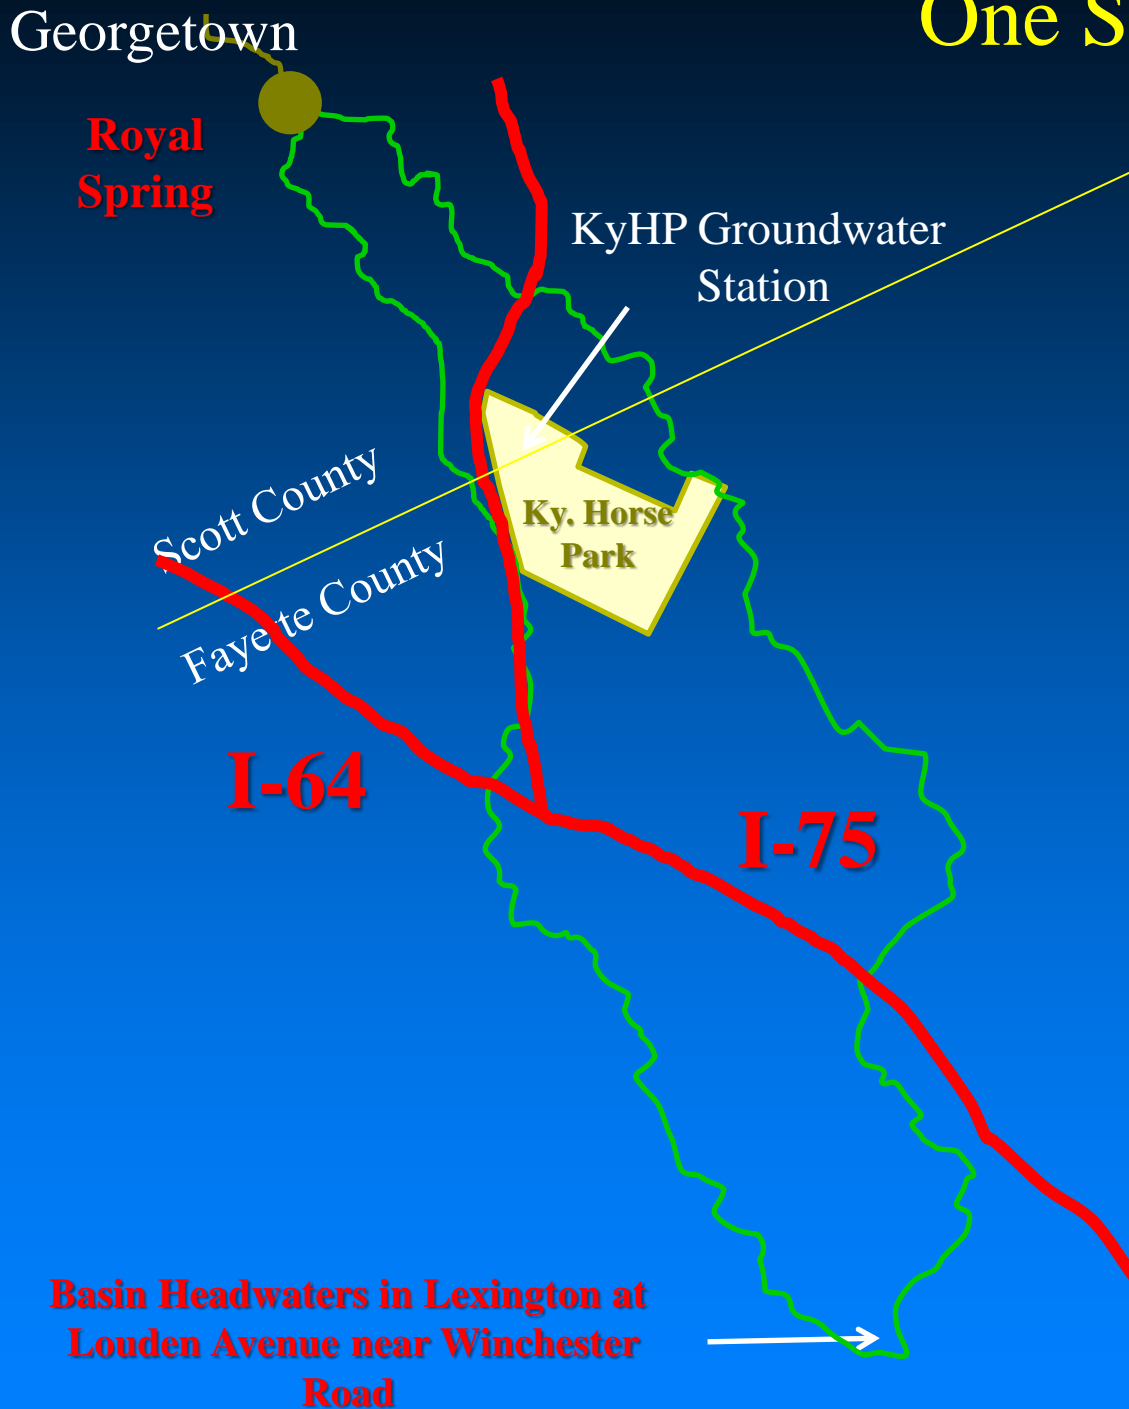 Georgetown
One S
Royal
Spring
KyHP Groundwater
Station
Scott County
Ky. Horse
Park
Fayette County
I-64
I-75
Basin Headwaters in Lexington at
Louden Avenue near Winchester
Road